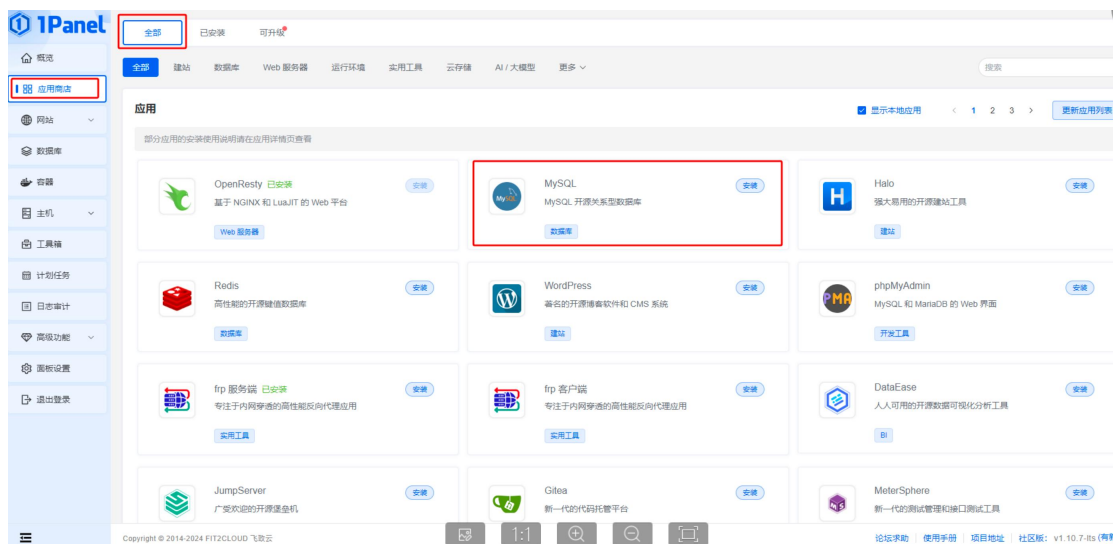 1Panel
概览
应用商店
网站
数据库
容器
主机
工具箱
计划任务
日志审计
高级功能
面板设置
退出登录
全部 已安装 可升级
全部 建站 数据库 Web 服务器 运行环境 实用工具 云存储 AI / 大模型 更多
搜索
应用
显示本地应用 1 2 3 更新应用列表
部分应用的安装使用说明请在应用详情页查看
OpenResty 已安装 安装
基于 NGINX 和 LuaJIT 的 Web 平台
Web 服务器
MySQL
MySQL 安装
MySQL 开源关系型数据库
数据库
H
Halo 安装
强大易用的开源建站工具
建站
Redis 安装
高性能的开源键值数据库
数据库
WordPress 安装
著名的开源博客软件和 CMS 系统
建站
PMA
phpMyAdmin 安装
MySQL 和 MariaDB 的 Web 界面
开发工具
frp 服务端 已安装 安装
专注于内网穿透的高性能反向代理应用
实用工具
frp 客户端 安装
专注于内网穿透的高性能反向代理应用
实用工具
DataEase 安装
人人可用的开源数据可视化分析工具
BI
JumpServer 安装
广受欢迎的开源堡垒机
Gitea 安装
新一代的代码托管平台
MeterSphere 安装
新一代的测试管理和接口测试工具
1:1
Copyright © 2014-2024 FIT2CLOUD 飞致云
论坛求助 使用手册 项目地址 社区版: v1.10.7-lts